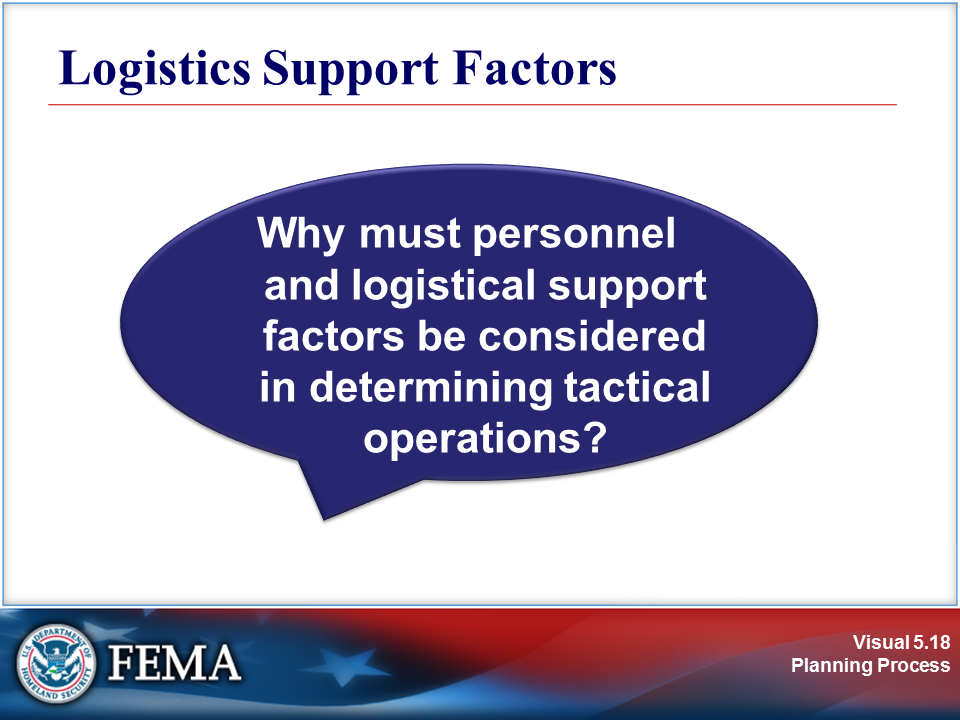 Logistics Support Factors
Why must personnel
and logistical support
factors be considered
in determining tactical
operations?
U.S. DEPARTMENT OF
HOMELAND SECURITY
FEMA
Visual 5.18
Planning Process